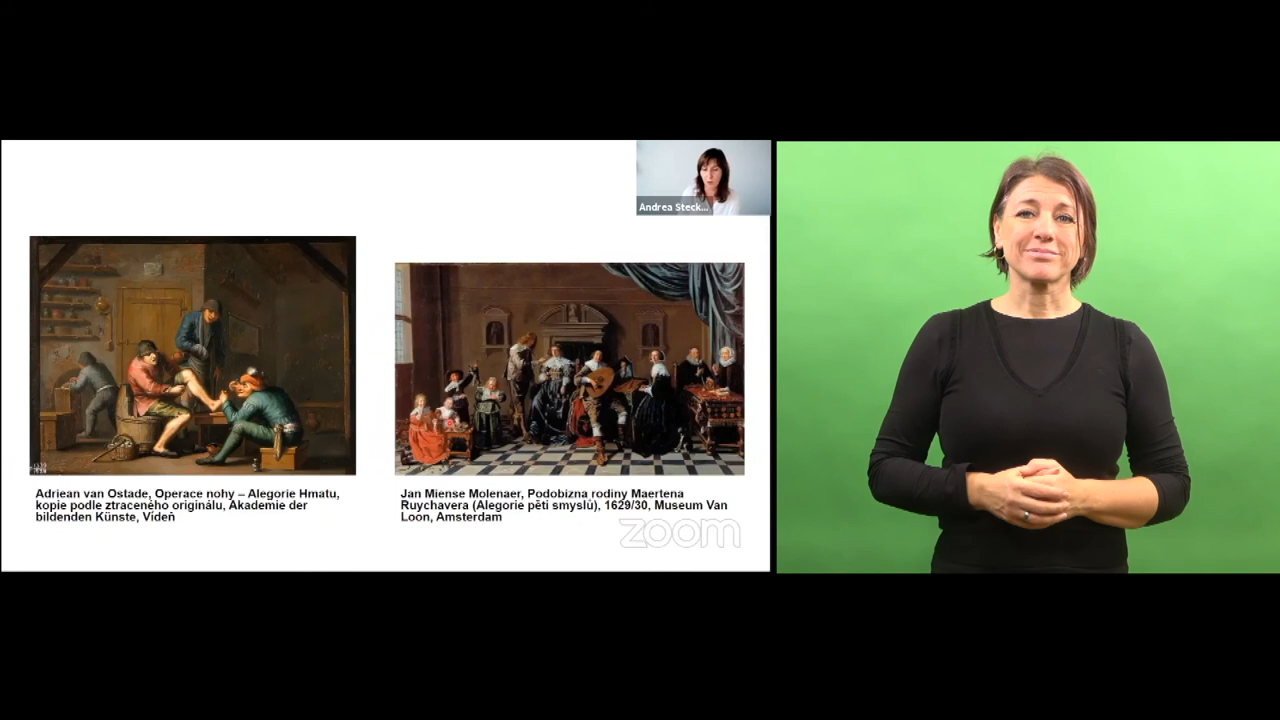 Andrea Steck...
Adriean van Ostade, Operace nohy – Alegorie Hmatu,
kopie podle ztraceného originálu, Akademie der
bildenden Künste, Vídeň
Jan Miense Molenaer, Podobizna rodiny Maertena
Ruychavera (Alegorie pěti smyslů), 1629/30, Museum Van
Loon, Amsterdam
zoom